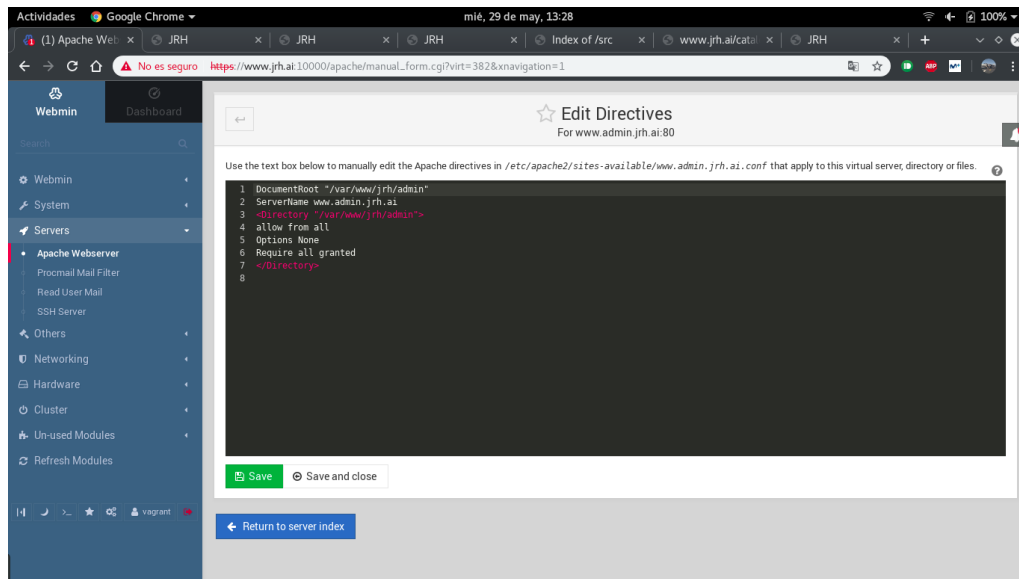 Actividades Google Chrome mié, 29 de may, 13:28 100%
(1) Apache Web JRH JRH JRH Index of /src www.jrh.ai/catal JRH
No es seguro https://www.jrh.ai:10000/apache/manual_form.cgi?virt=382&xnavigation=1 ABP
Webmin Dashboard
Search
Webmin
System
Servers
Apache Webserver
Procmail Mail Filter
Read User Mail
SSH Server
Others
Networking
Hardware
Cluster
Un-used Modules
Refresh Modules
vagrant
Edit Directives
For www.admin.jrh.ai:80
Use the text box below to manually edit the Apache directives in /etc/apache2/sites-available/www.admin.jrh.ai.conf that apply to this virtual server, directory or files.
1 DocumentRoot "/var/www/jrh/admin"
2 ServerName www.admin.jrh.ai
3 <Directory "/var/www/jrh/admin">
4 allow from all
5 Options None
6 Require all granted
7 </Directory>
8
Save Save and close
Return to server index